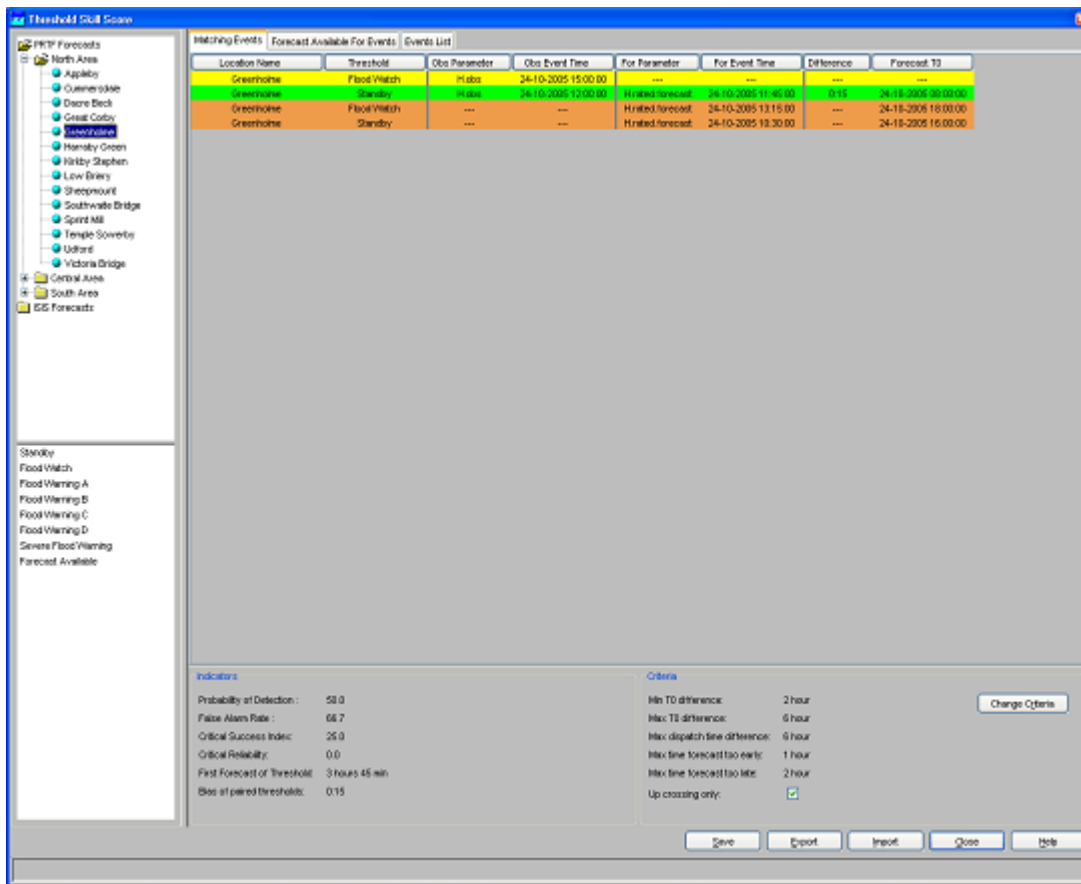 Threshold Skill Score
PRTF Forecasts
North Area
Appleby
Cummersdale
Dacre Beck
Great Corby
Greenholme
Harraby Green
Kirkby Stephen
Low Briery
Sheepmount
Southwaite Bridge
Sprint Mill
Temple Sowerby
Udford
Victoria Bridge
Central Area
South Area
ISIS Forecasts
Standby
Flood Watch
Flood Warning A
Flood Warning B
Flood Warning C
Flood Warning D
Severe Flood Warning
Forecast Available
Matching Events Forecast Available For Events Events List
Location Name Threshold Obs Parameter Obs Event Time For Parameter For Event Time Difference Forecast T0
Greenholme Flood Watch H.obs 24-10-2005 15:00:00 --- --- --- ---
Greenholme Standby H.obs 24-10-2005 12:00:00 H.rated.forecast 24-10-2005 11:45:00 0:15 24-10-2005 08:00:00
Greenholme Flood Watch --- --- H.rated.forecast 24-10-2005 13:15:00 --- 24-10-2005 18:00:00
Greenholme Standby --- --- H.rated.forecast 24-10-2005 10:30:00 --- 24-10-2005 16:00:00
Indicators
Probability of Detection : 50.0
False Alarm Rate : 66.7
Critical Success Index: 25.0
Critical Reliability: 0.0
First Forecast of Threshold: 3 hours 45 min
Bias of paired thresholds: 0:15
Criteria
Min T0 difference: 2 hour
Max T0 difference: 6 hour
Max dispatch time difference: 6 hour
Max time forecast too early: 1 hour
Max time forecast too late: 2 hour
Up crossing only:
Change Criteria
Save Export Import Close Help